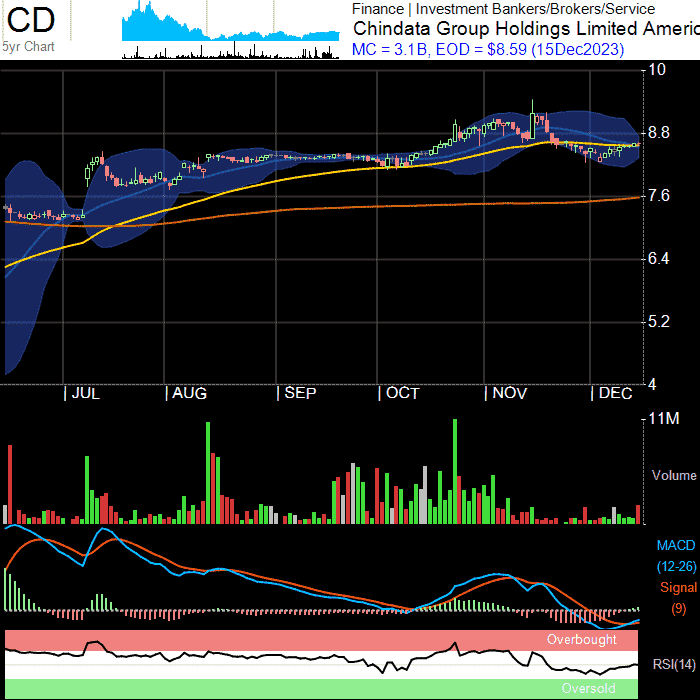 CD
5yr Chart
Finance | Investment Bankers/Brokers/Service
Chindata Group Holdings Limited Americ
MC = 3.1B, EOD = $8.59 (15Dec2023)
10
8.8
7.6
6.4
5.2
4
| JUL | AUG | SEP | OCT | NOV | DEC
11M
Volume
MACD
(12-26)
Signal
(9)
Overbought
RSI(14)
Oversold